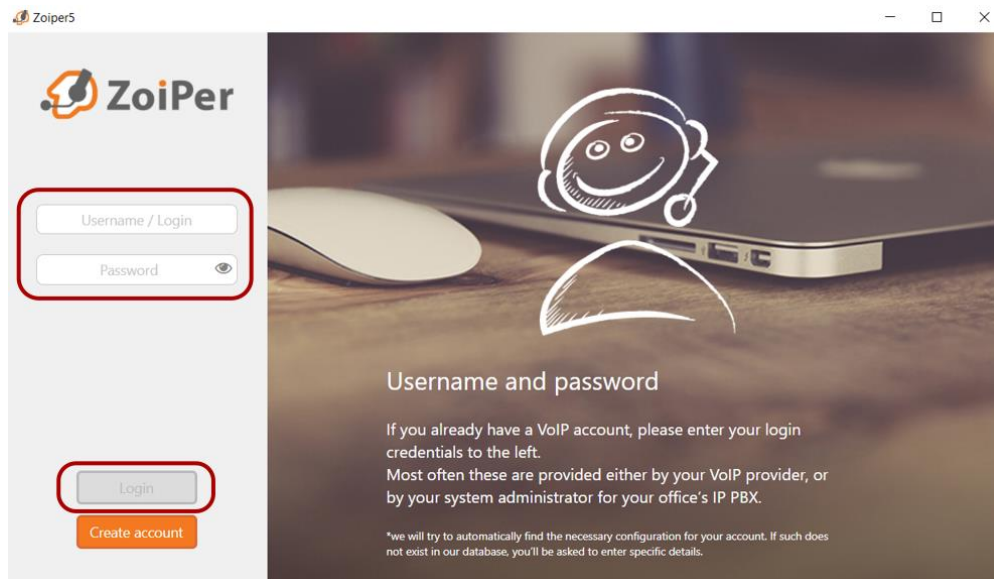 Zoiper5
ZoiPer
Username / Login
Password
Login
Create account
Username and password
If you already have a VoIP account, please enter your login
credentials to the left.
Most often these are provided either by your VoIP provider, or
by your system administrator for your office's IP PBX.
*we will try to automatically find the necessary configuration for your account. If such does
not exist in our database, you'll be asked to enter specific details.